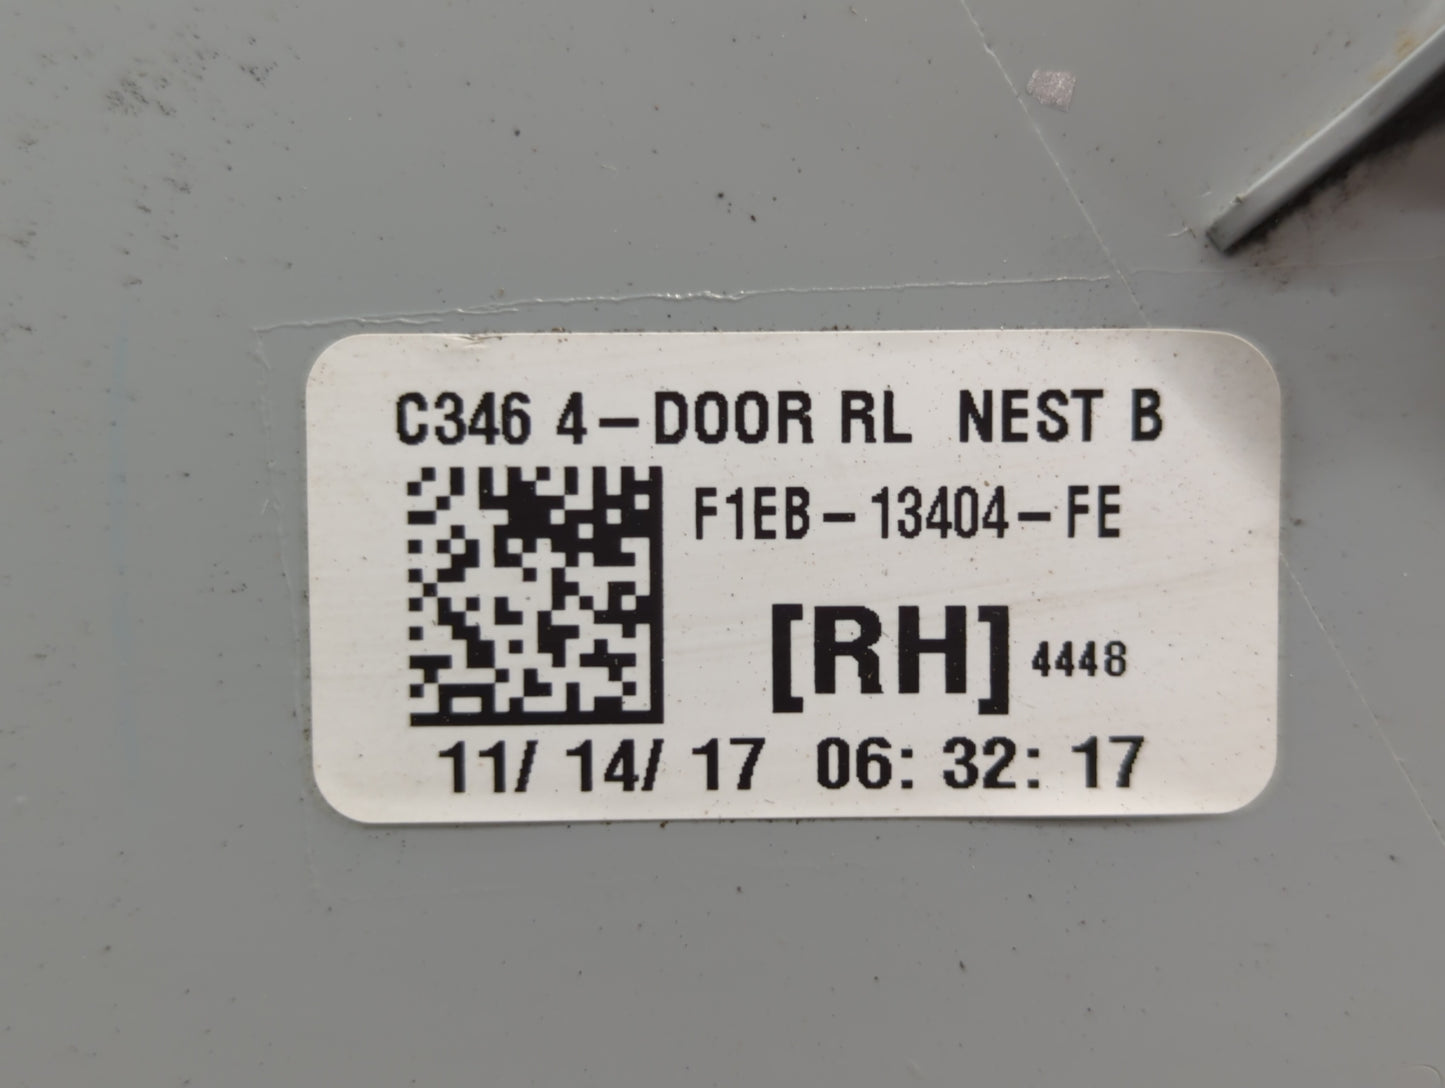 C346 4-DOOR RL NEST B
F1EB-13404-FE
[RH] 4448
11/ 14/ 17 06: 32: 17